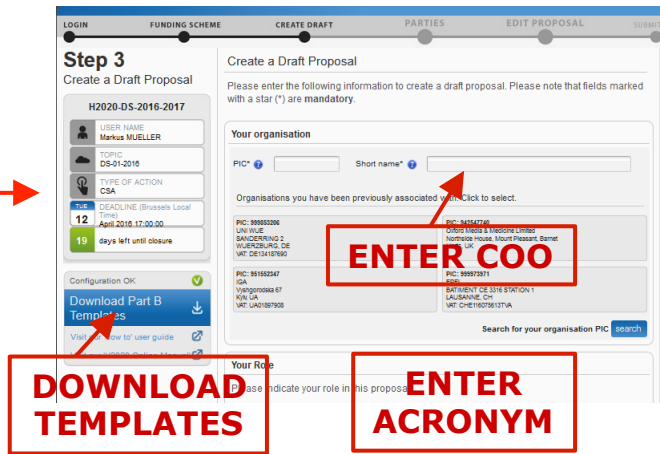 LOGIN FUNDING SCHEME CREATE DRAFT PARTIES EDIT PROPOSAL SUBMIT
Step 3
Create a Draft Proposal
H2020-DS-2016-2017
USER NAME
Markus MUELLER
TOPIC
DS-01-2016
TYPE OF ACTION
CSA
TUE
12
DEADLINE (Brussels Local
Time)
April 2016 17:00:00
19 days left until closure
Configuration OK
Download Part B
Templates
Visit our 'how to' user guide
DOWNLOAD
TEMPLATES
Create a Draft Proposal
Please enter the following information to create a draft proposal. Please note that fields marked
with a star (*) are mandatory.
Your organisation
PIC* Short name*
Organisations you have been previously associated with. Click to select.
PIC: 999853206
UNI WUE
SANDERRING 2
WUERZBURG, DE
VAT: DE134187690
PIC: 942547740
Oxford Media & Medicine Limited
Northside House, Mount Pleasant, Barnet
UK
ENTER COO
PIC: 951552347
IGA
Vyshgorodska 67
Kyiv, UA
VAT: UA01897908
PIC: 999973971
EPFL
BATIMENT CE 3316 STATION 1
LAUSANNE, CH
VAT: CHE116075613TVA
Search for your organisation PIC search
Your Role
Please indicate your role in this proposal
ENTER
ACRONYM